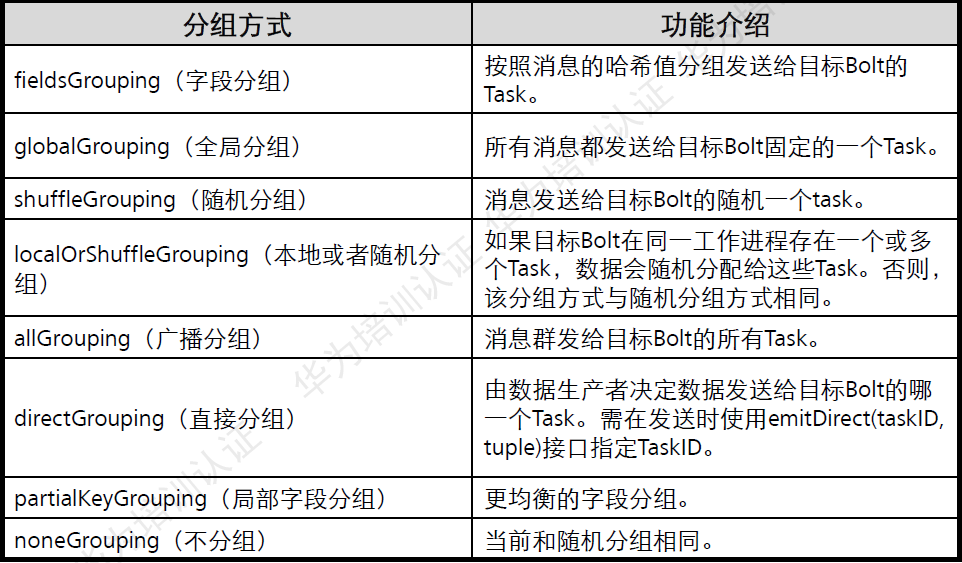 分组方式
功能介绍
fieldsGrouping（字段分组）
按照消息的哈希值分组发送给目标Bolt的
Task。
globalGrouping（全局分组）
所有消息都发送给目标Bolt固定的一个Task。
shuffleGrouping（随机分组）
消息发送给目标Bolt的随机一个task。
localOrShuffleGrouping（本地或者随机分
组）
如果目标Bolt在同一工作进程存在一个或多
个Task，数据会随机分配给这些Task。否则，
该分组方式与随机分组方式相同。
allGrouping（广播分组）
消息群发给目标Bolt的所有Task。
directGrouping（直接分组）
由数据生产者决定数据发送给目标Bolt的哪
一个Task。需在发送时使用emitDirect(taskID,
tuple)接口指定TaskID。
partialKeyGrouping（局部字段分组）
更均衡的字段分组。
noneGrouping（不分组）
当前和随机分组相同。
华为培训认证
华为培训认证
华为培训认证
华为培训认证